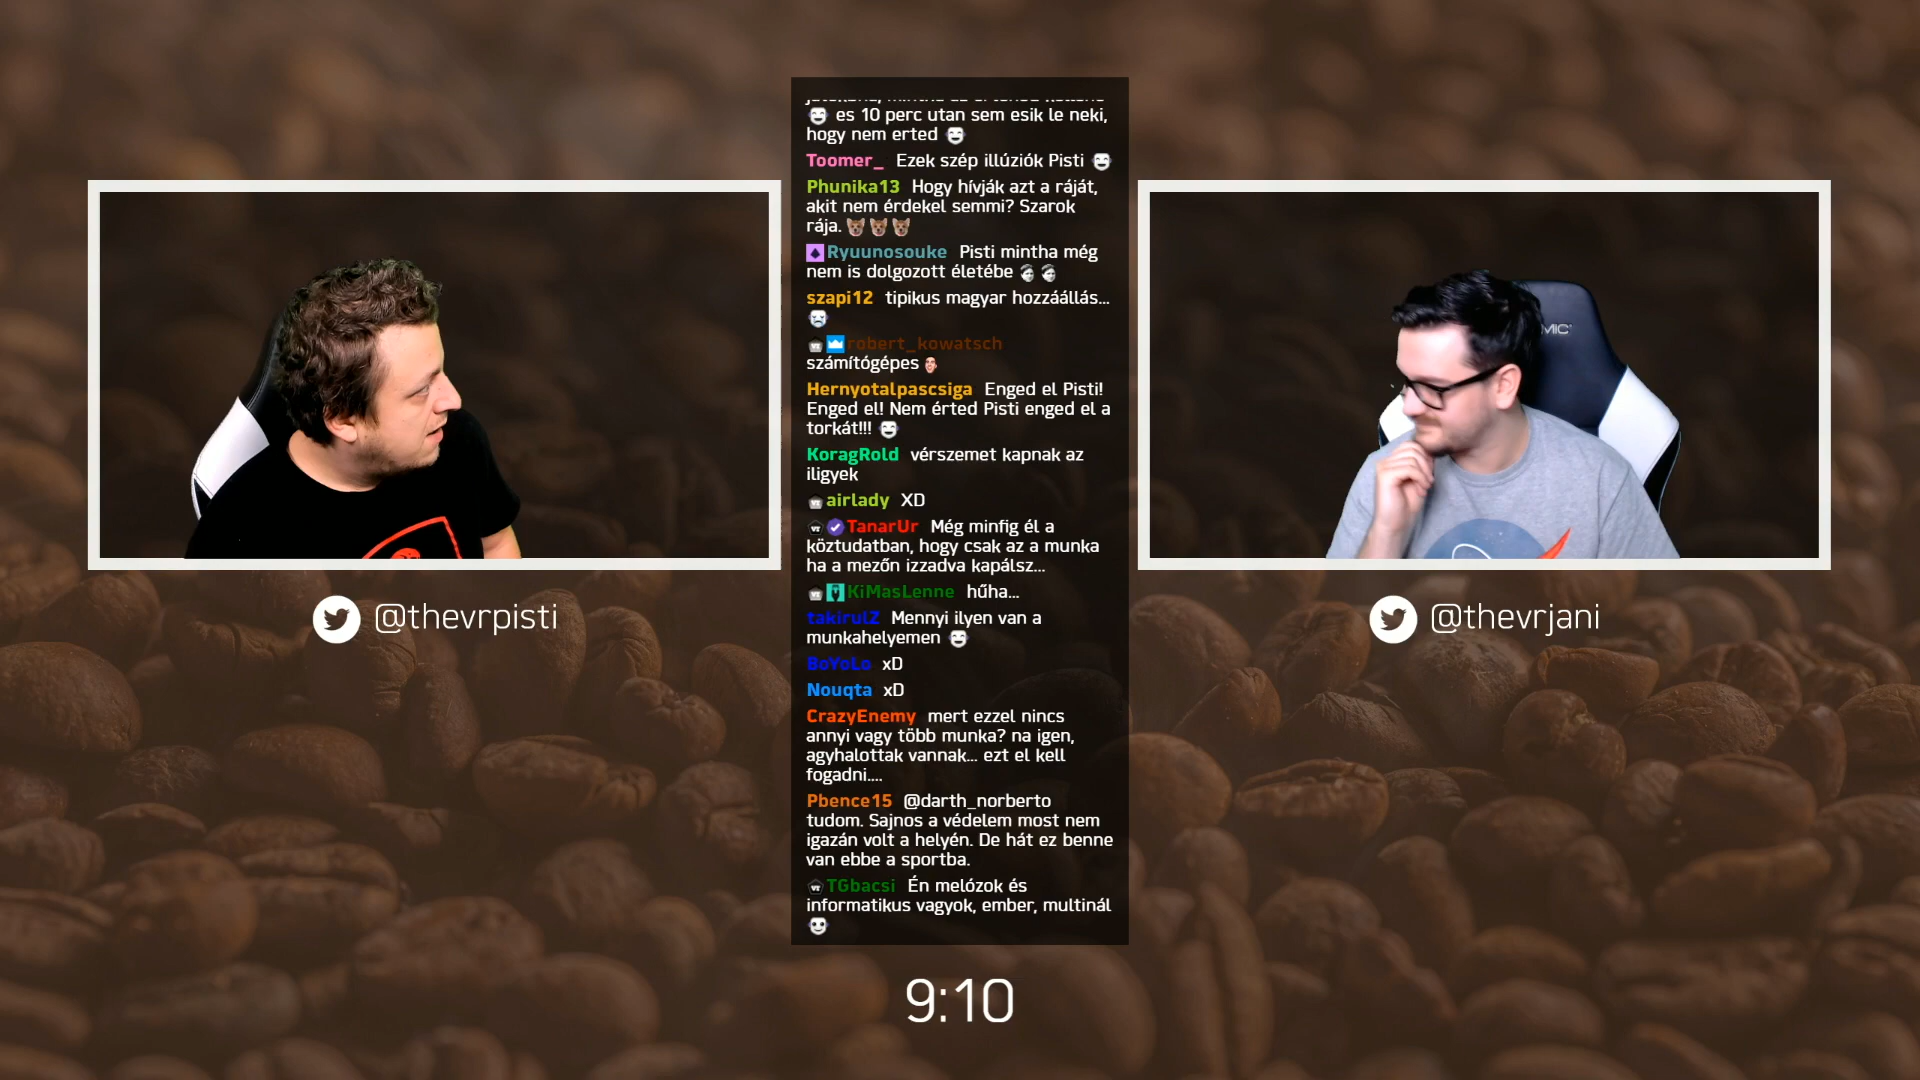 es 10 perc utan sem esik le neki,
hogy nem erted
Toomer_ Ezek szép illúziók Pisti
Phunika13 Hogy hívják azt a ráját,
akit nem érdekel semmi? Szarok
rája.
Ryuunosouke Pisti mintha még
nem is dolgozott életébe
szapi12 tipikus magyar hozzáállás...
robert_kowatsch
számítógépes
Hernyotalpascsiga Enged el Pisti!
Enged el! Nem érted Pisti enged el a
torkát!!!
KoragRold vérszemet kapnak az
iligyek
airlady XD
TanarUr Még minfig él a
köztudatban, hogy csak az a munka
ha a mezőn izzadva kapálsz...
KiMasLenne hűha...
takirulZ Mennyi ilyen van a
munkahelyemen
BoYoLo xD
Nouqta xD
CrazyEnemy mert ezzel nincs
annyi vagy több munka? na igen,
agyhalottak vannak... ezt el kell
fogadni....
Pbence15 @darth_norberto
tudom. Sajnos a védelem most nem
igazán volt a helyén. De hát ez benne
van ebbe a sportba.
TGbacsi Én melózok és
informatikus vagyok, ember, multinál
MIC
@thevrpisti
@thevrjani
9:10